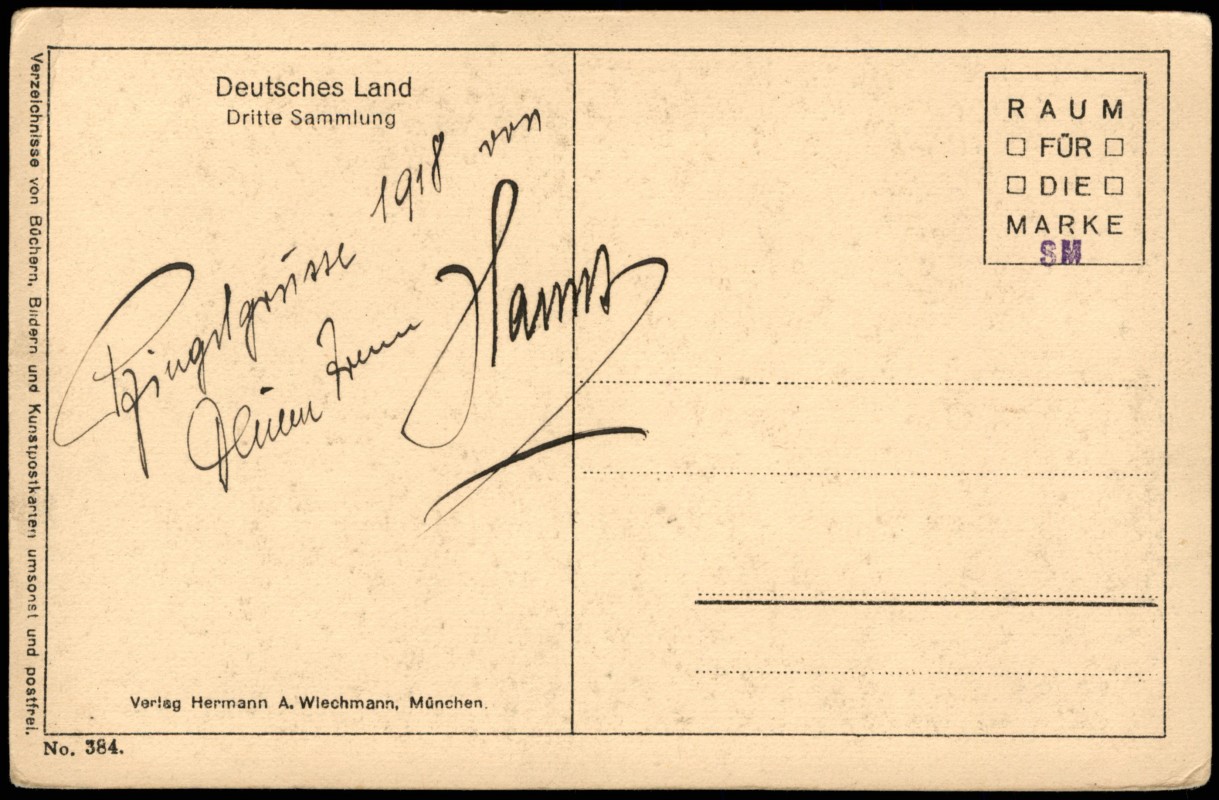 Deutsches Land
Dritte Sammlung
Pfingstgrüsse 1918 von
Deinem Hanns
Verlag Hermann A. Wiechmann, München.
No. 384.
Verzeichnisse von Büchern, Bildern und Kunstpostkarten umsonst und postfrei.
RAUM
FÜR
DIE
MARKE
SM